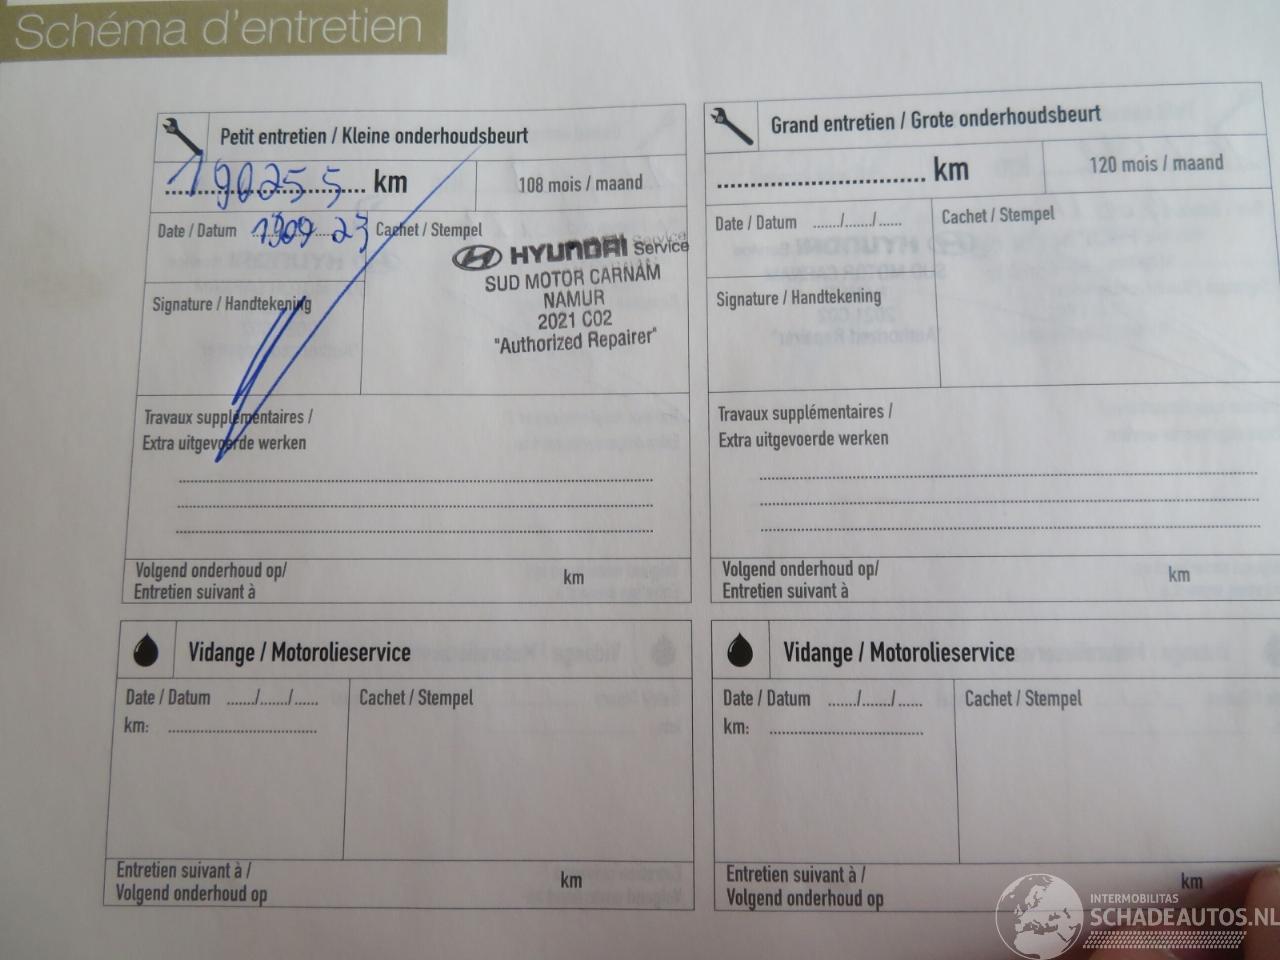 Schéma d'entretien
Petit entretien / Kleine onderhoudsbeurt
190255 km
108 mois / maand
Date / Datum
Cachet / Stempel
HYUNDAI Service
SUD MOTOR CARNAM
NAMUR
2021 C02
"Authorized Repairer"
Signature / Handtekening
Travaux supplémentaires /
Extra uitgevoerde werken
Volgend onderhoud op/
Entretien suivant à
km
Grand entretien / Grote onderhoudsbeurt
.............................. km
120 mois / maand
Date / Datum ...../...../......
Cachet / Stempel
Signature / Handtekening
Travaux supplémentaires /
Extra uitgevoerde werken
Volgend onderhoud op/
Entretien suivant à
km
Vidange / Motorolieservice
Date / Datum ......./......./......
km: ................................
Cachet / Stempel
Entretien suivant à /
Volgend onderhoud op
km
Vidange / Motorolieservice
Date / Datum ......./......./......
km: ................................
Cachet / Stempel
Entretien suivant à /
Volgend onderhoud op
km
INTERMOBILITAS
SCHADEAUTOS.NL